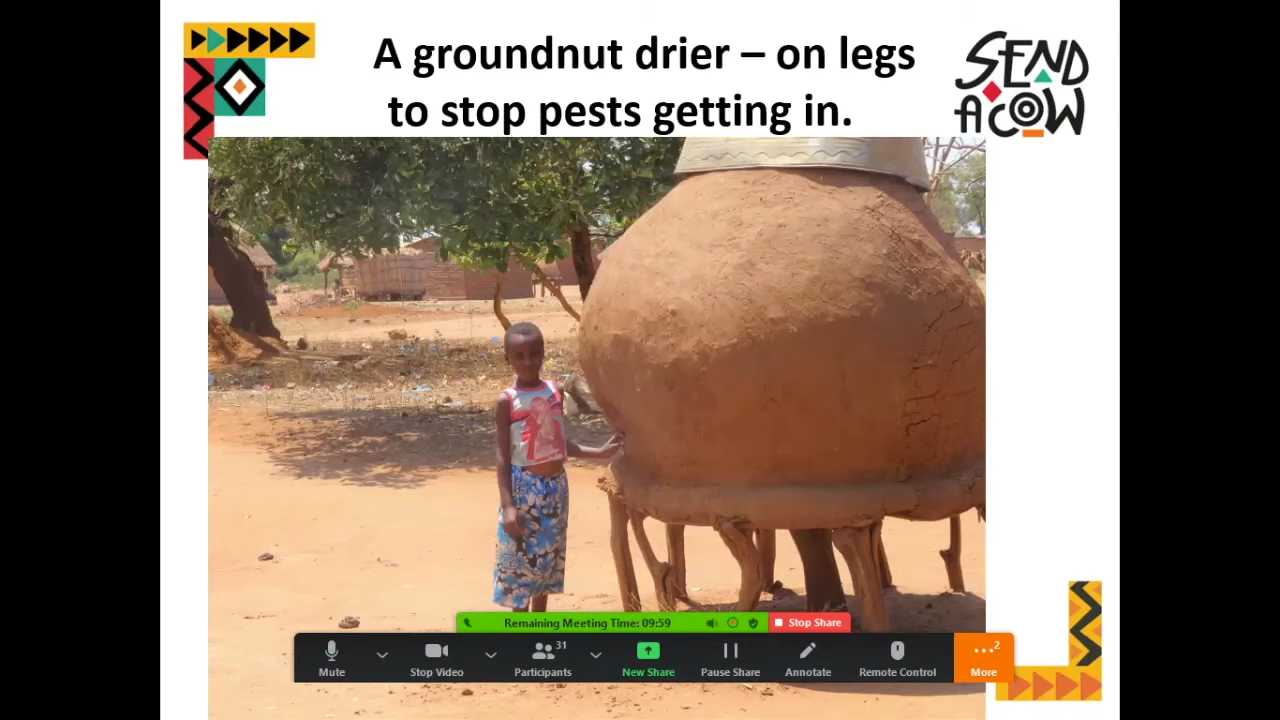 A groundnut drier – on legs
to stop pests getting in.
SEND
A COW
Remaining Meeting Time: 09:59
Stop Share
31
2
Mute
Stop Video
Participants
New Share
Pause Share
Annotate
Remote Control
More